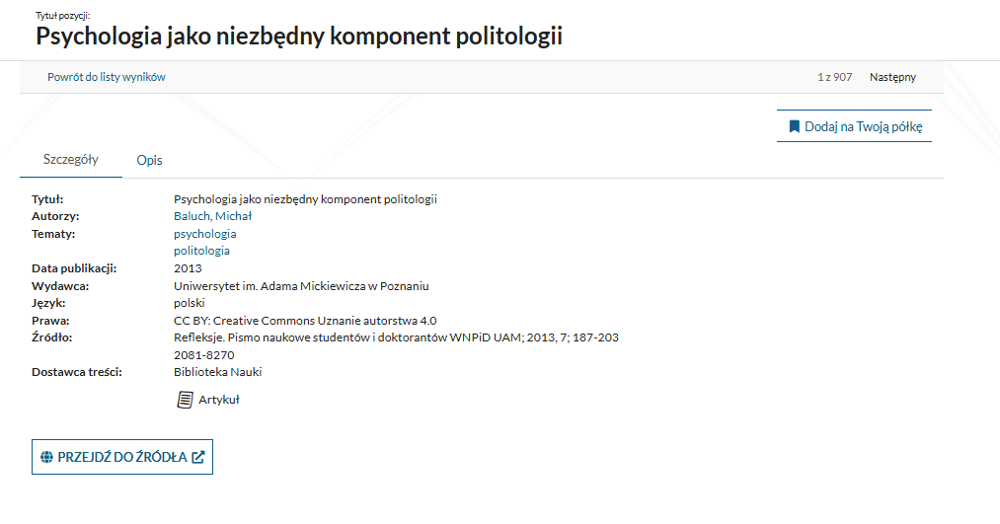 Tytuł pozycji:
Psychologia jako niezbędny komponent politologii
Powrót do listy wyników 1 z 907 Następny
Dodaj na Twoją półkę
Szczegóły Opis
Tytuł: Psychologia jako niezbędny komponent politologii
Autorzy: Baluch, Michał
Tematy: psychologia
politologia
Data publikacji: 2013
Wydawca: Uniwersytet im. Adama Mickiewicza w Poznaniu
Język: polski
Prawa: CC BY: Creative Commons Uznanie autorstwa 4.0
Źródło: Refleksje. Pismo naukowe studentów i doktorantów WNPiD UAM; 2013, 7; 187-203
2081-8270
Dostawca treści: Biblioteka Nauki
Artykuł
PRZEJDŹ DO ŹRÓDŁA